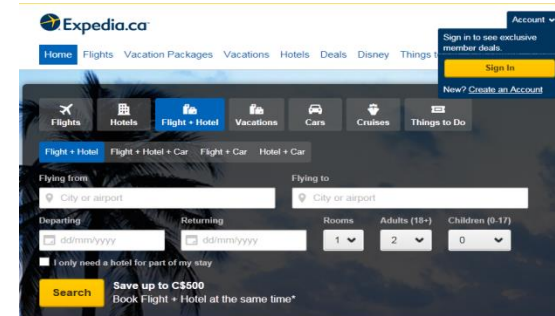 Expedia.ca
Account
Sign in to see exclusive
member deals.
Sign In
New? Create an Account
Home Flights Vacation Packages Vacations Hotels Deals Disney Things t
Flights Hotels Flight + Hotel Vacations Cars Cruises Things to Do
Flight + Hotel Flight + Hotel + Car Flight + Car Hotel + Car
Flying from Flying to
City or airport City or airport
Departing Returning Rooms Adults (18+) Children (0-17)
dd/mm/yyyy dd/mm/yyyy 1 2 0
I only need a hotel for part of my stay
Search
Save up to C$500
Book Flight + Hotel at the same time*